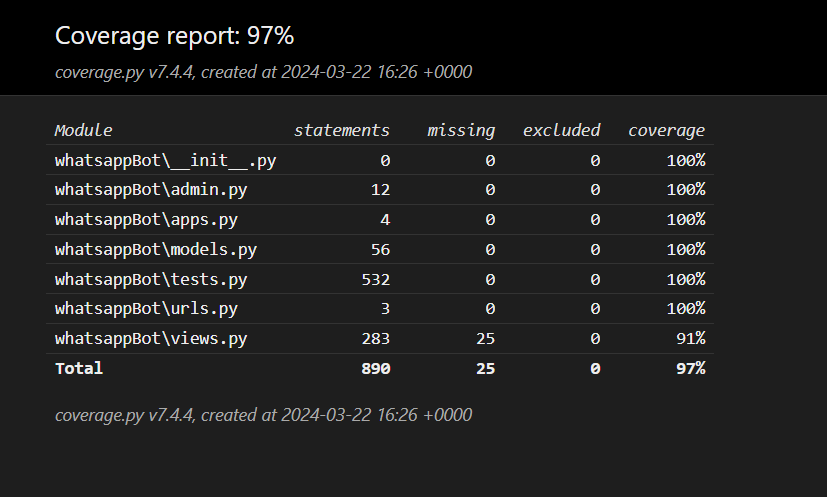 Coverage report: 97%
coverage.py v7.4.4, created at 2024-03-22 16:26 +0000
Module statements missing excluded coverage
whatsappBot\__init__.py 0 0 0 100%
whatsappBot\admin.py 12 0 0 100%
whatsappBot\apps.py 4 0 0 100%
whatsappBot\models.py 56 0 0 100%
whatsappBot\tests.py 532 0 0 100%
whatsappBot\urls.py 3 0 0 100%
whatsappBot\views.py 283 25 0 91%
Total 890 25 0 97%
coverage.py v7.4.4, created at 2024-03-22 16:26 +0000